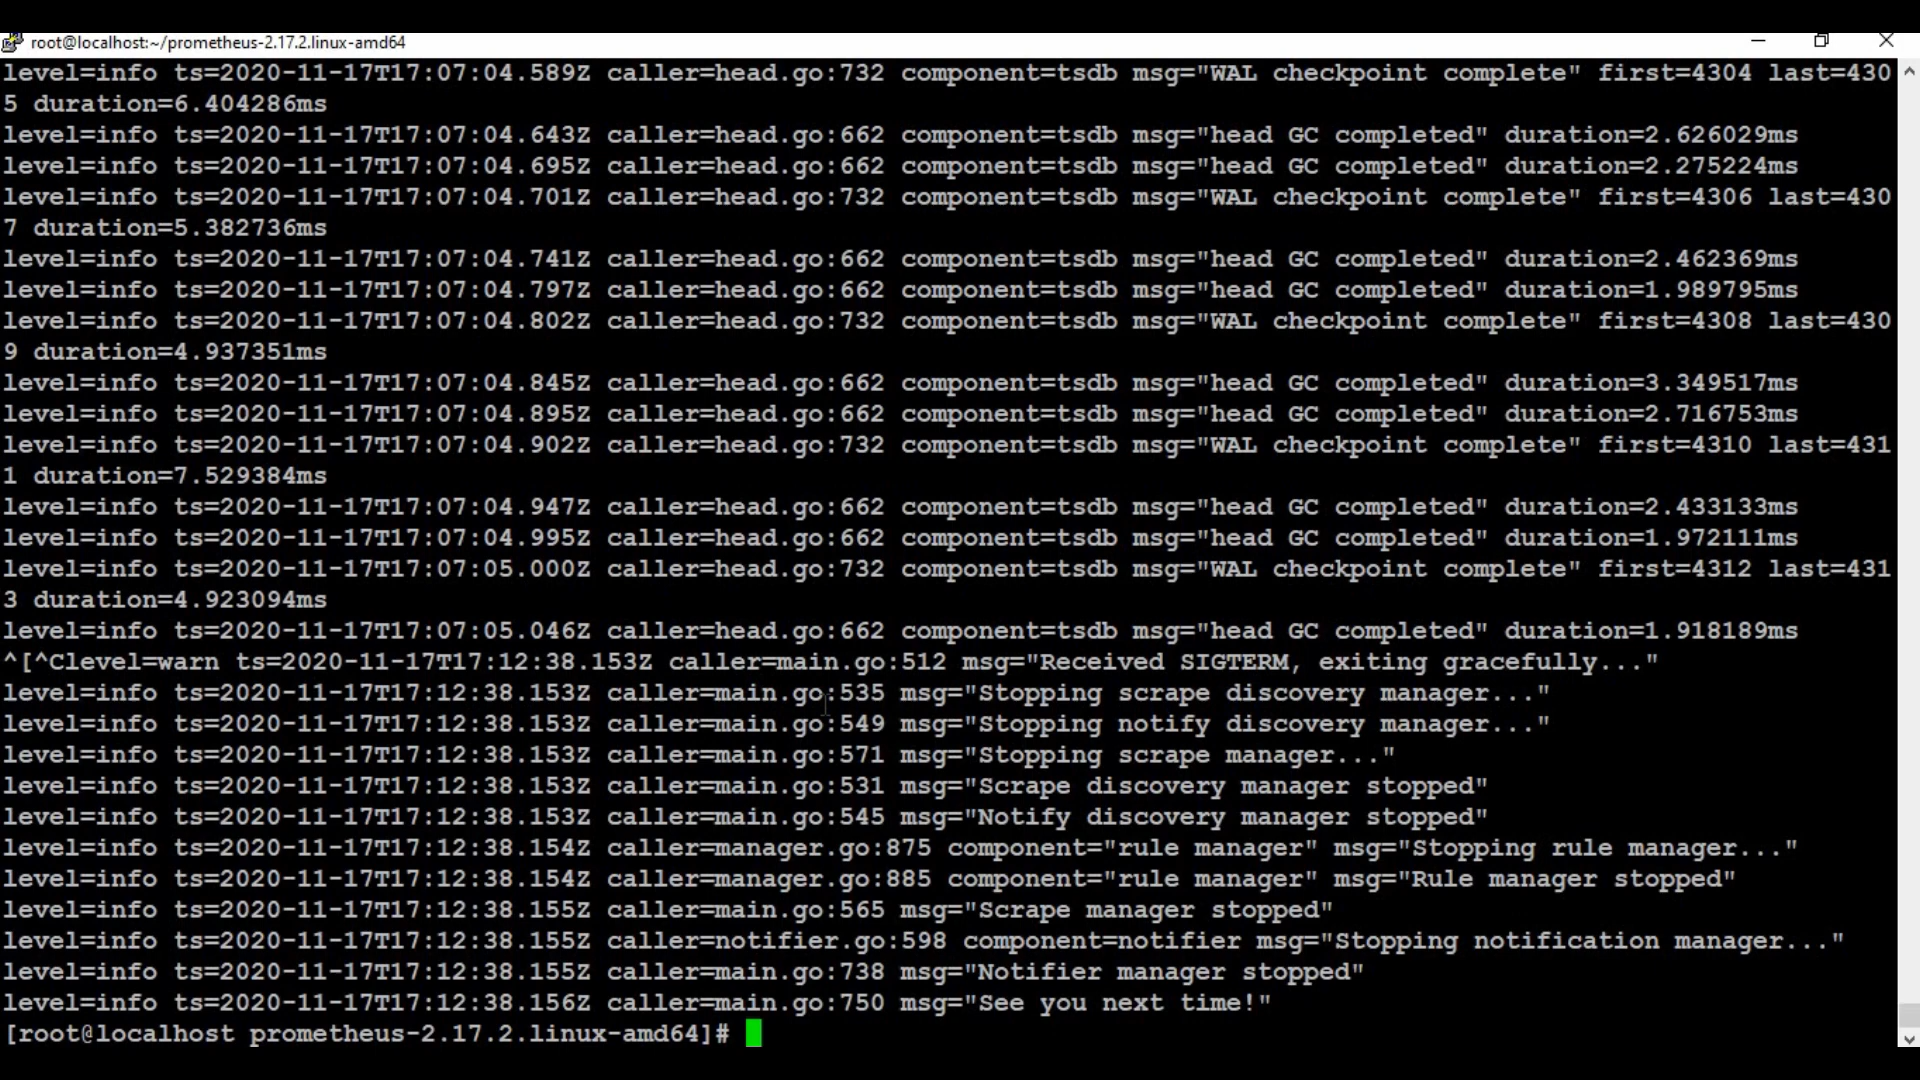 root@localhost:~/prometheus-2.17.2.linux-amd64
level=info ts=2020-11-17T17:07:04.589Z caller=head.go:732 component=tsdb msg="WAL checkpoint complete" first=4304 last=430
5 duration=6.404286ms
level=info ts=2020-11-17T17:07:04.643Z caller=head.go:662 component=tsdb msg="head GC completed" duration=2.626029ms
level=info ts=2020-11-17T17:07:04.695Z caller=head.go:662 component=tsdb msg="head GC completed" duration=2.275224ms
level=info ts=2020-11-17T17:07:04.701Z caller=head.go:732 component=tsdb msg="WAL checkpoint complete" first=4306 last=430
7 duration=5.382736ms
level=info ts=2020-11-17T17:07:04.741Z caller=head.go:662 component=tsdb msg="head GC completed" duration=2.462369ms
level=info ts=2020-11-17T17:07:04.797Z caller=head.go:662 component=tsdb msg="head GC completed" duration=1.989795ms
level=info ts=2020-11-17T17:07:04.802Z caller=head.go:732 component=tsdb msg="WAL checkpoint complete" first=4308 last=430
9 duration=4.937351ms
level=info ts=2020-11-17T17:07:04.845Z caller=head.go:662 component=tsdb msg="head GC completed" duration=3.349517ms
level=info ts=2020-11-17T17:07:04.895Z caller=head.go:662 component=tsdb msg="head GC completed" duration=2.716753ms
level=info ts=2020-11-17T17:07:04.902Z caller=head.go:732 component=tsdb msg="WAL checkpoint complete" first=4310 last=431
1 duration=7.529384ms
level=info ts=2020-11-17T17:07:04.947Z caller=head.go:662 component=tsdb msg="head GC completed" duration=2.433133ms
level=info ts=2020-11-17T17:07:04.995Z caller=head.go:662 component=tsdb msg="head GC completed" duration=1.972111ms
level=info ts=2020-11-17T17:07:05.000Z caller=head.go:732 component=tsdb msg="WAL checkpoint complete" first=4312 last=431
3 duration=4.923094ms
level=info ts=2020-11-17T17:07:05.046Z caller=head.go:662 component=tsdb msg="head GC completed" duration=1.918189ms
^[^Clevel=warn ts=2020-11-17T17:12:38.153Z caller=main.go:512 msg="Received SIGTERM, exiting gracefully..."
level=info ts=2020-11-17T17:12:38.153Z caller=main.go:535 msg="Stopping scrape discovery manager..."
level=info ts=2020-11-17T17:12:38.153Z caller=main.go:549 msg="Stopping notify discovery manager..."
level=info ts=2020-11-17T17:12:38.153Z caller=main.go:571 msg="Stopping scrape manager..."
level=info ts=2020-11-17T17:12:38.153Z caller=main.go:531 msg="Scrape discovery manager stopped"
level=info ts=2020-11-17T17:12:38.153Z caller=main.go:545 msg="Notify discovery manager stopped"
level=info ts=2020-11-17T17:12:38.154Z caller=manager.go:875 component="rule manager" msg="Stopping rule manager..."
level=info ts=2020-11-17T17:12:38.154Z caller=manager.go:885 component="rule manager" msg="Rule manager stopped"
level=info ts=2020-11-17T17:12:38.155Z caller=main.go:565 msg="Scrape manager stopped"
level=info ts=2020-11-17T17:12:38.155Z caller=notifier.go:598 component=notifier msg="Stopping notification manager..."
level=info ts=2020-11-17T17:12:38.155Z caller=main.go:738 msg="Notifier manager stopped"
level=info ts=2020-11-17T17:12:38.156Z caller=main.go:750 msg="See you next time!"
[root@localhost prometheus-2.17.2.linux-amd64]#